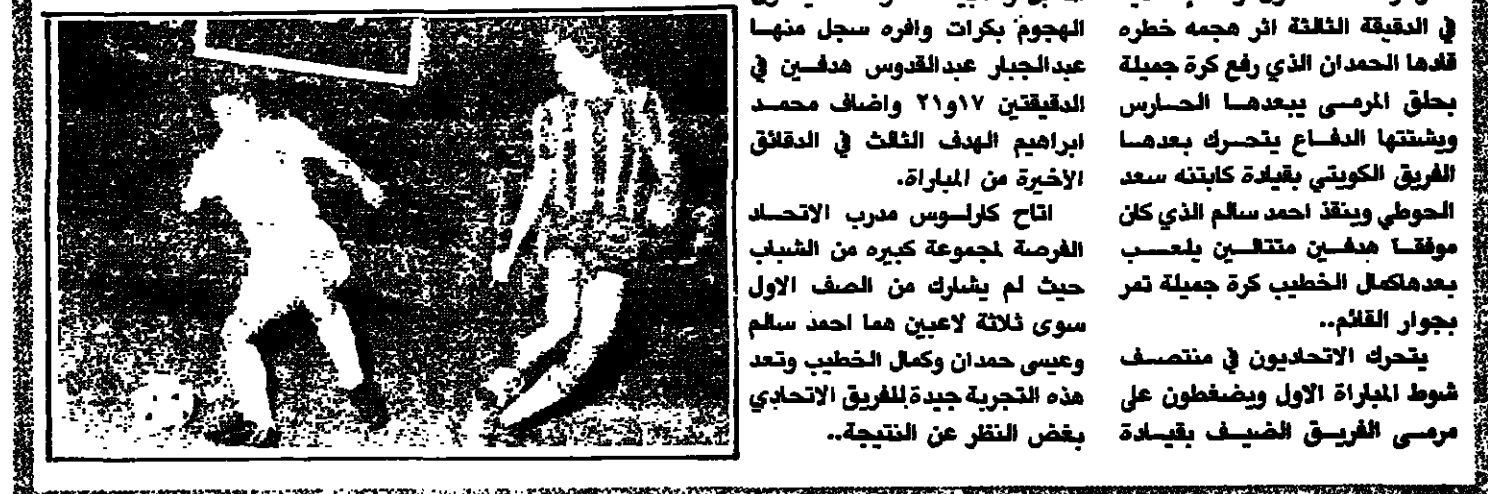 في الدقيقة الثالثة اثر هجمه خطره
قادها الحمدان الذي رفع كرة جميلة
بحلق المرمى يبعدها الحارس
ويشتتها الدفاع يتحرك بعدها
الفريق الكويتي بقيادة كابتنه سعد
الحوطي وينقذ احمد سالم الذي كان
موفقا هدفين متتالين يلعب
بعدهاكمال الخطيب كرة جميلة تمر
بجوار القائم..
يتحرك الاتحاديون في منتصف
شوط المباراة الاول ويضغطون على
مرمى الفريق الضيف بقيادة
الهجوم بكرات وافره سجل منها
عبدالجبار عبدالقدوس هدفين في
الدقيقتين ١٧و٢١ واضاف محمد
ابراهيم الهدف الثالث في الدقائق
الاخيرة من المباراة.
اتاح كارلوس مدرب الاتحاد
الفرصة لمجموعة كبيره من الشباب
حيث لم يشارك من الصف الاول
سوى ثلاثة لاعبين هما احمد سالم
وعيسى حمدان وكمال الخطيب وتعد
هذه التجربة جيدة للفريق الاتحادي
بغض النظر عن النتيجة..